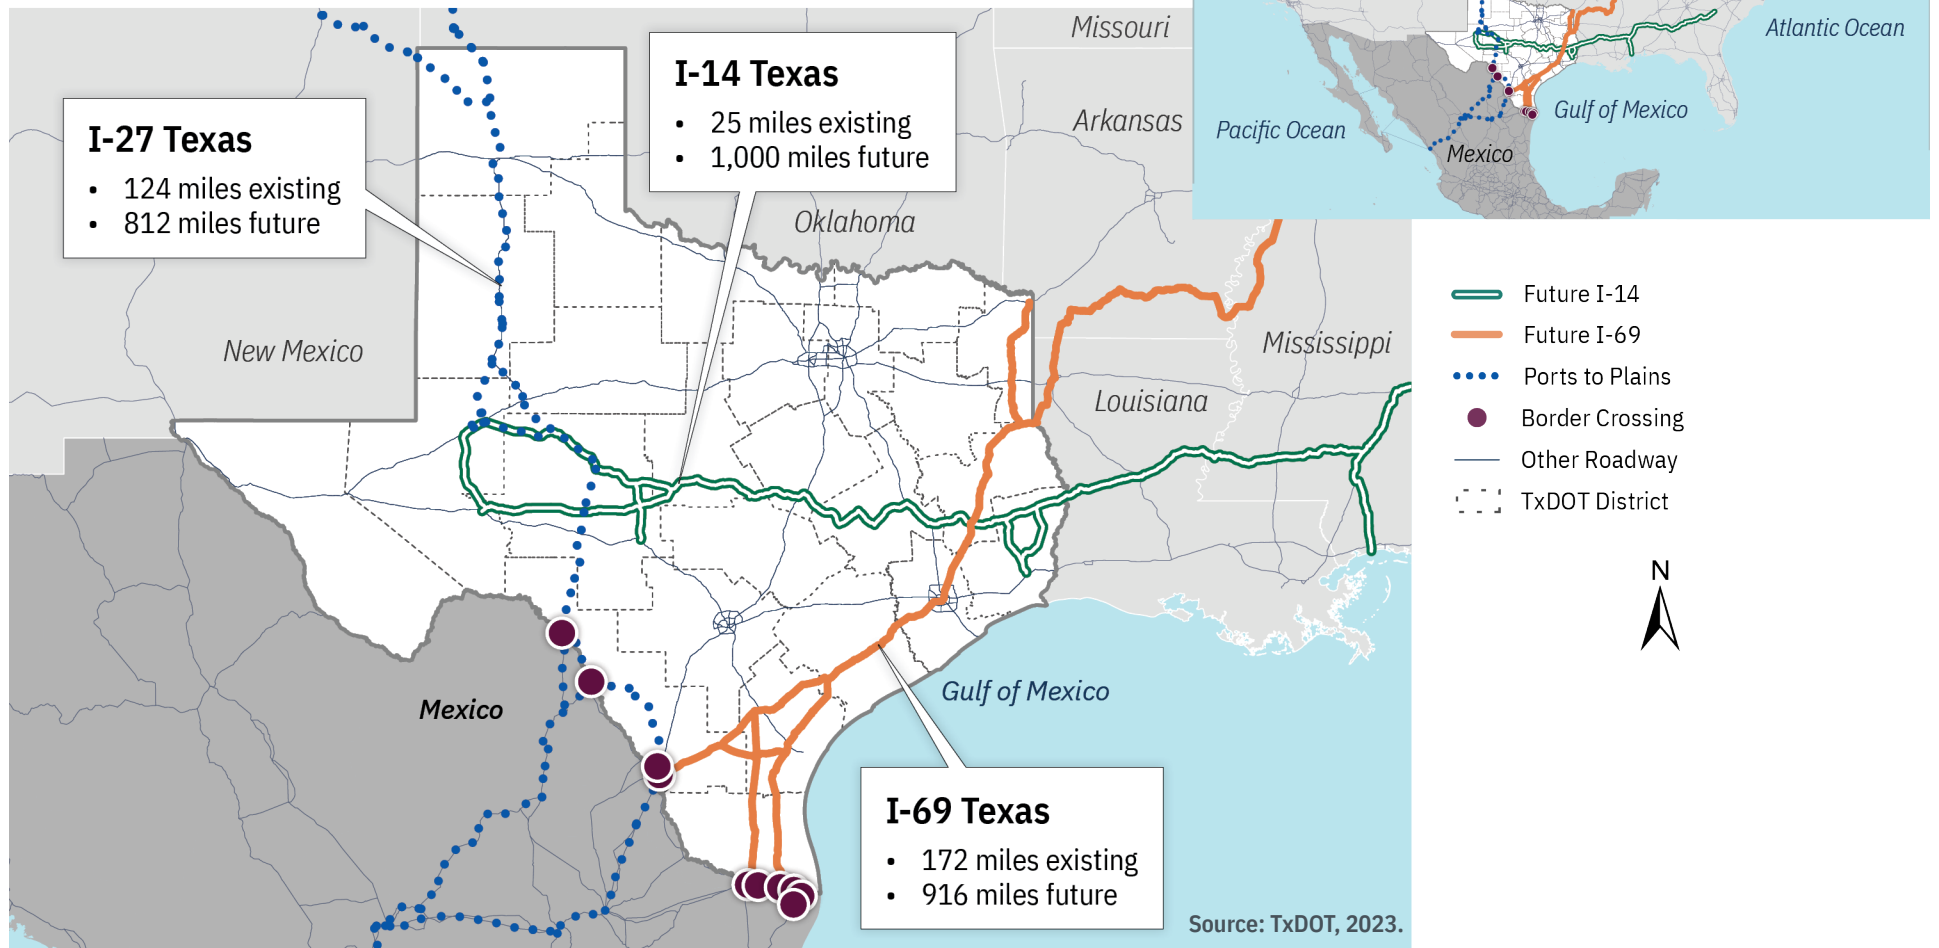 Missouri
Arkansas
Oklahoma
New Mexico
Louisiana
Mississippi
Mexico
Gulf of Mexico
I-27 Texas
• 124 miles existing
• 812 miles future
I-14 Texas
• 25 miles existing
• 1,000 miles future
I-69 Texas
• 172 miles existing
• 916 miles future
Source: TxDOT, 2023.
Atlantic Ocean
Gulf of Mexico
Pacific Ocean
Mexico
Future I-14
Future I-69
Ports to Plains
Border Crossing
Other Roadway
TxDOT District
N